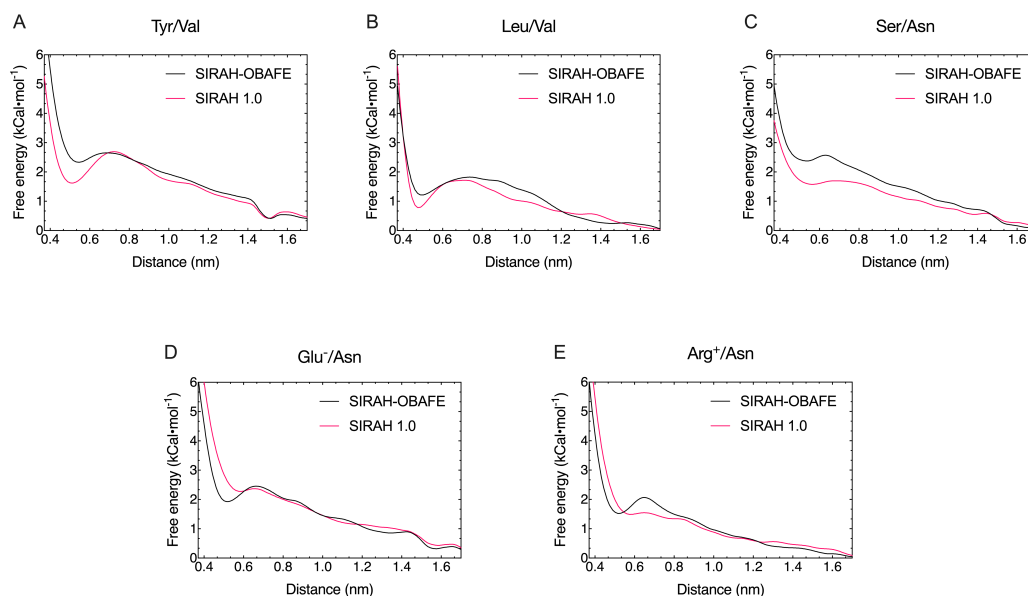 A
Tyr/Val
Free energy (kCal•mol⁻¹)
6
5
4
3
2
1
0
SIRAH-OBAFE
SIRAH 1.0
0.4 0.6 0.8 1.0 1.2 1.4 1.6
Distance (nm)
B
Leu/Val
Free energy (kCal•mol⁻¹)
6
5
4
3
2
1
0
SIRAH-OBAFE
SIRAH 1.0
0.4 0.6 0.8 1.0 1.2 1.4 1.6
Distance (nm)
C
Ser/Asn
Free energy (kCal•mol⁻¹)
6
5
4
3
2
1
0
SIRAH-OBAFE
SIRAH 1.0
0.4 0.6 0.8 1.0 1.2 1.4 1.6
Distance (nm)
D
Glu⁻/Asn
Free energy (kCal•mol⁻¹)
6
5
4
3
2
1
0
SIRAH-OBAFE
SIRAH 1.0
0.4 0.6 0.8 1.0 1.2 1.4 1.6
Distance (nm)
E
Arg⁺/Asn
Free energy (kCal•mol⁻¹)
6
5
4
3
2
1
0
SIRAH-OBAFE
SIRAH 1.0
0.4 0.6 0.8 1.0 1.2 1.4 1.6
Distance (nm)